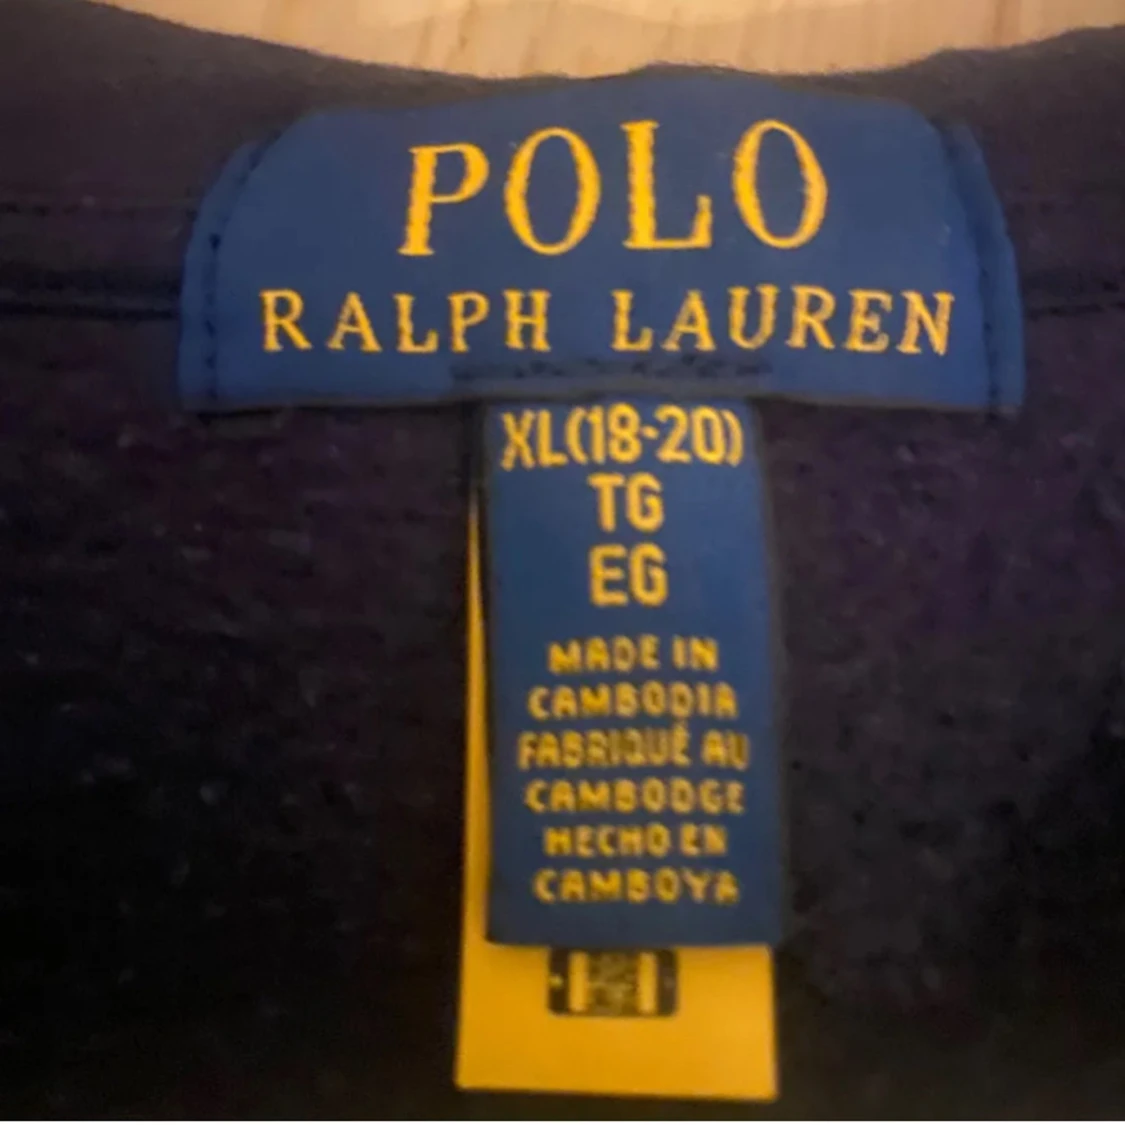 POLO
RALPH LAUREN
XL(18-20)
TG
EG
MADE IN
CAMBODIA
FABRIQUÉ AU
CAMBODGE
HECHO EN
CAMBOYA